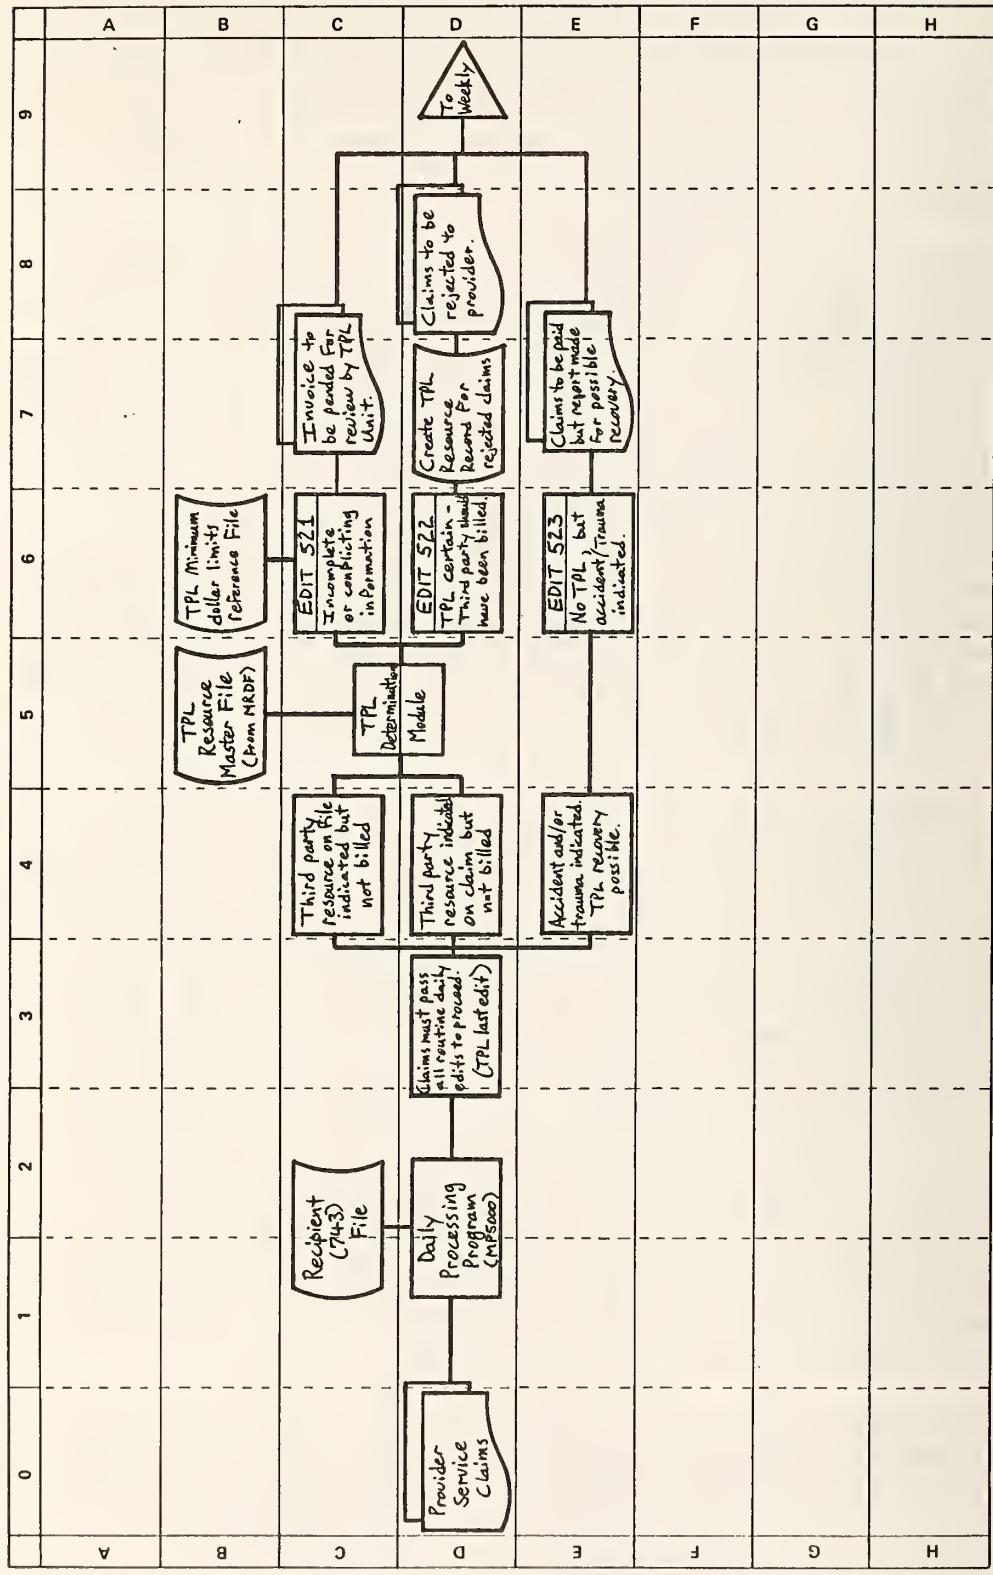 A
B
C
D
E
F
G
H
9
8
7
6
5
4
3
2
1
0
To
Weekly
Invoice to
be pended For
review by TPL
Unit.
Claims to be
rejected to
provider.
Create TPL
Resource
Record For
rejected claims
Claims to be paid
but report made
for possible
recovery.
TPL Minimum
dollar limits
reference File
EDIT 521
Incomplete
or conflicting
information
EDIT 522
TPL certain -
Third party should
have been billed.
EDIT 523
No TPL, but
accident/Trauma
indicated.
TPL
Resource
Master File
(From MRDF)
TPL
Determination
Module
Third party
resource on File
indicated but
not billed
Third party
resource indicated
on claim but
not billed
Accident and/or
trauma indicated.
TPL recovery
possible.
Claims must pass
all routine daily
edits to proceed.
(TPL last edit)
Recipient
(743)
File
Daily
Processing
Program
(MP5000)
Provider
Service
Claims
A
B
C
D
E
F
G
H